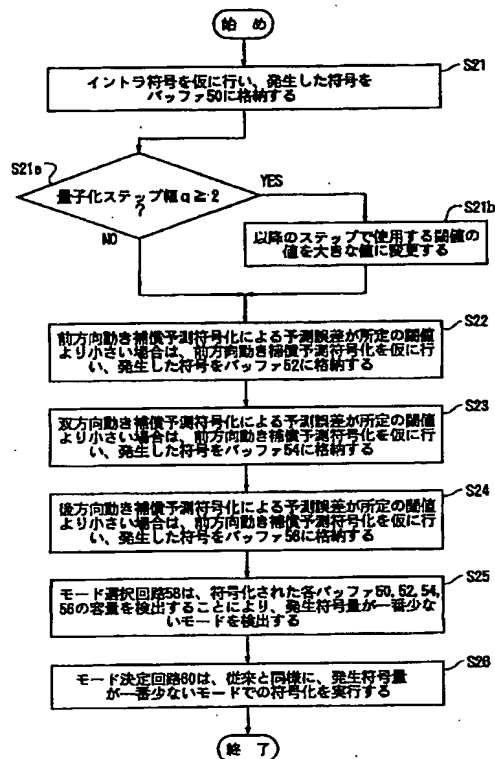 始 め
S21
イントラ符号を仮に行い、発生した符号を
バッファ50に格納する
S21a
量子化ステップ幅q≧2
?
YES
NO
S21b
以降のステップで使用する閾値の
値を大きな値に変更する
S22
前方向動き補償予測符号化による予測誤差が所定の閾値
より小さい場合は、前方向動き補償予測符号化を仮に行
い、発生した符号をバッファ52に格納する
S23
双方向動き補償予測符号化による予測誤差が所定の閾値
より小さい場合は、前方向動き補償予測符号化を仮に行
い、発生した符号をバッファ54に格納する
S24
後方向動き補償予測符号化による予測誤差が所定の閾値
より小さい場合は、前方向動き補償予測符号化を仮に行
い、発生した符号をバッファ56に格納する
S25
モード選択回路58は、符号化された各バッファ50,52,54,
56の容量を検出することにより、発生符号量が一番少な
いモードを検出する
S26
モード決定回路60は、従来と同様に、発生符号量
が一番少ないモードでの符号化を実行する
終 了